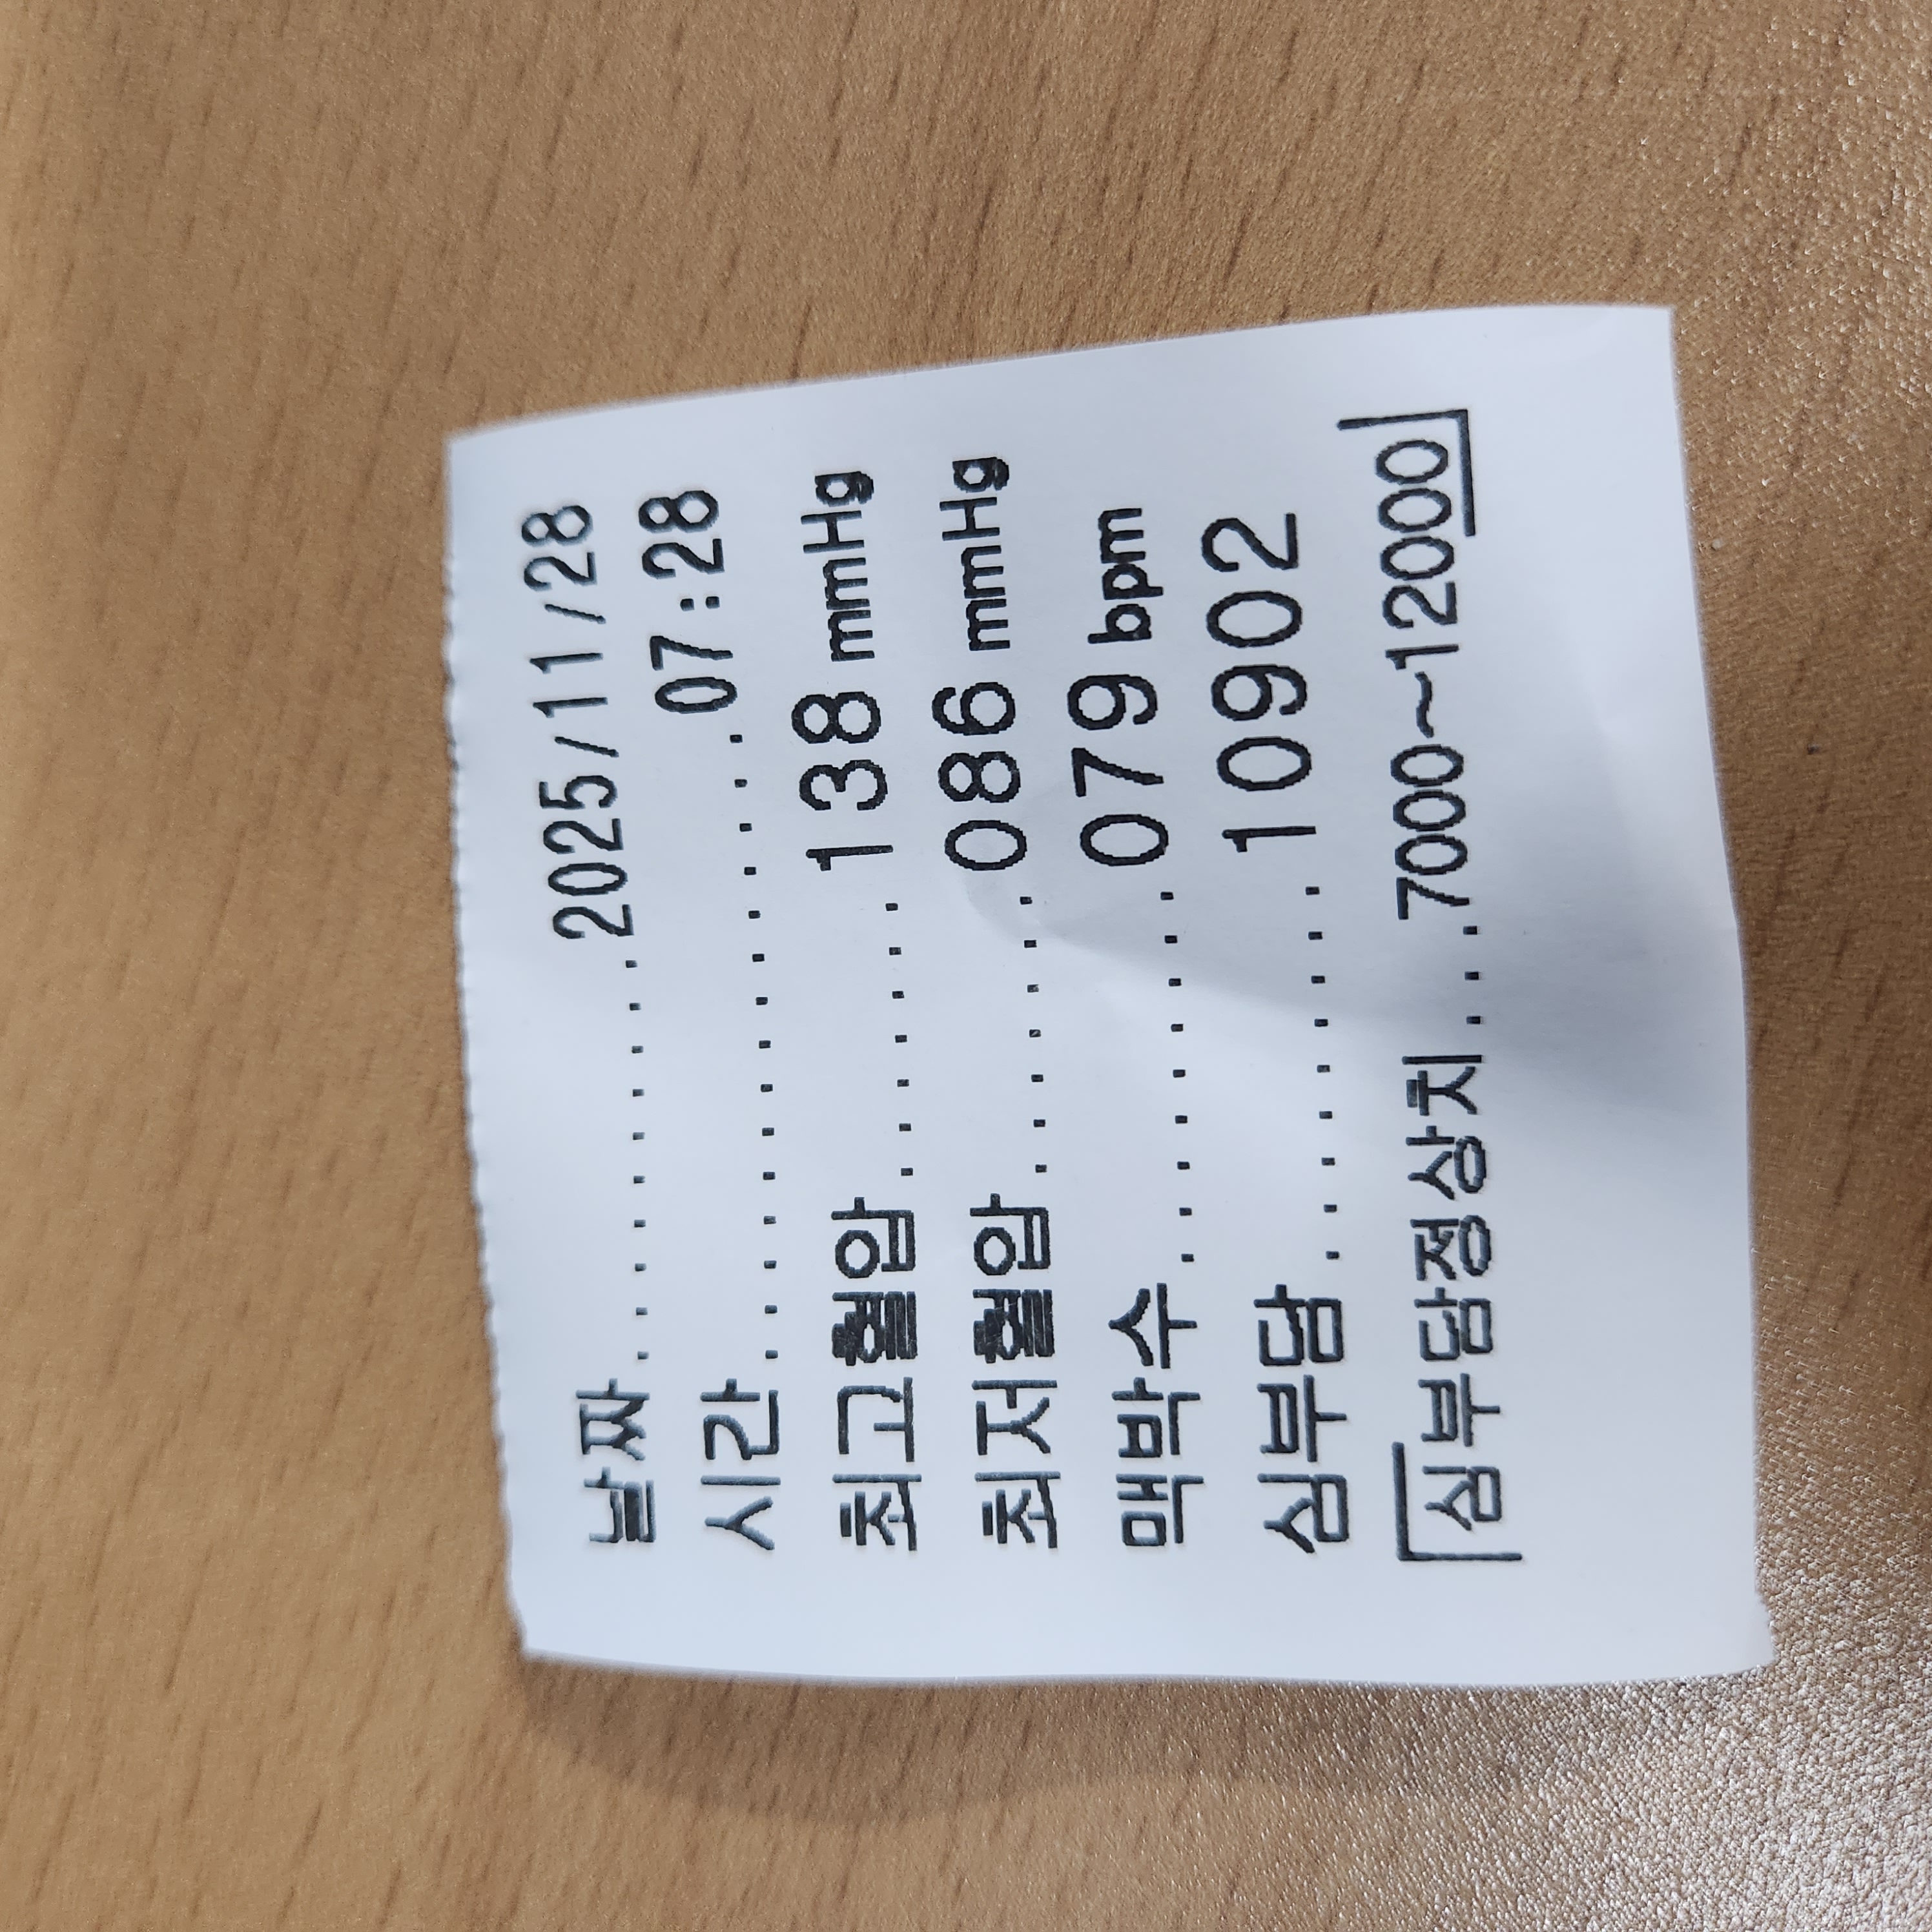 날짜..........2025/11/28
시간...............07:28
최고혈압.......138 mmHg
최저혈압.......086 mmHg
맥박수.........079 bpm
심부담.........10902
「심부담정상치...7000~12000」